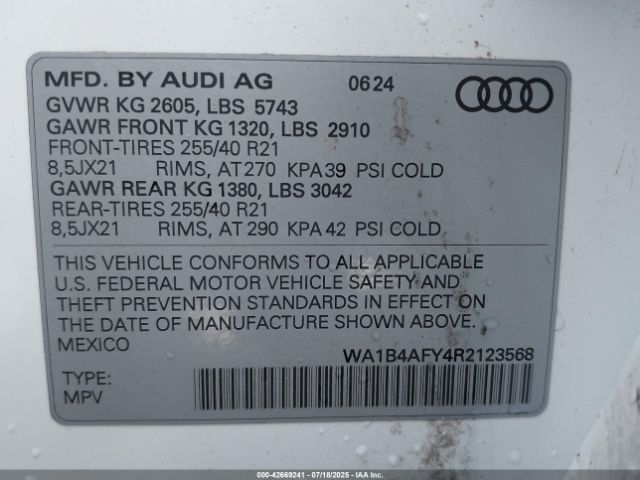 MFD. BY AUDI AG 0624
GVWR KG 2605, LBS 5743
GAWR FRONT KG 1320, LBS 2910
FRONT-TIRES 255/40 R21
8,5JX21 RIMS, AT 270 KPA 39 PSI COLD
GAWR REAR KG 1380, LBS 3042
REAR-TIRES 255/40 R21
8,5JX21 RIMS, AT 290 KPA 42 PSI COLD
THIS VEHICLE CONFORMS TO ALL APPLICABLE
U.S. FEDERAL MOTOR VEHICLE SAFETY AND
THEFT PREVENTION STANDARDS IN EFFECT ON
THE DATE OF MANUFACTURE SHOWN ABOVE.
MEXICO
WA1B4AFY4R2123568
TYPE:
MPV
000-42669241 - 07/18/2025 - IAA Inc.